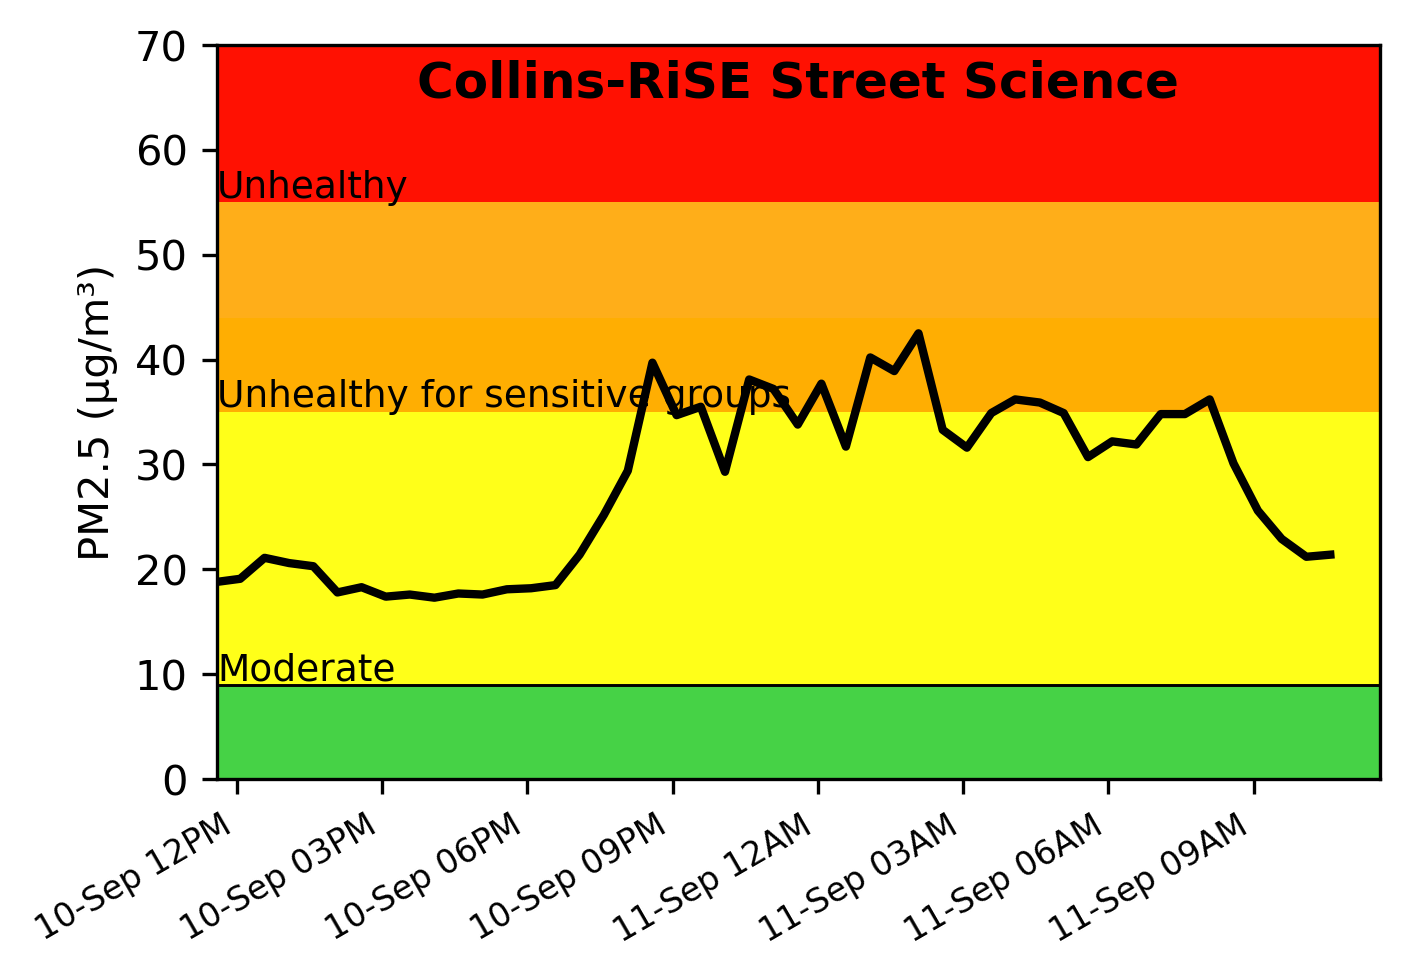 Collins-RiSE Street Science
70
60
50
40
30
20
10
0
PM2.5 (µg/m³)
Unhealthy
Unhealthy for sensitive groups
Moderate
10-Sep 12PM
10-Sep 03PM
10-Sep 06PM
10-Sep 09PM
11-Sep 12AM
11-Sep 03AM
11-Sep 06AM
11-Sep 09AM